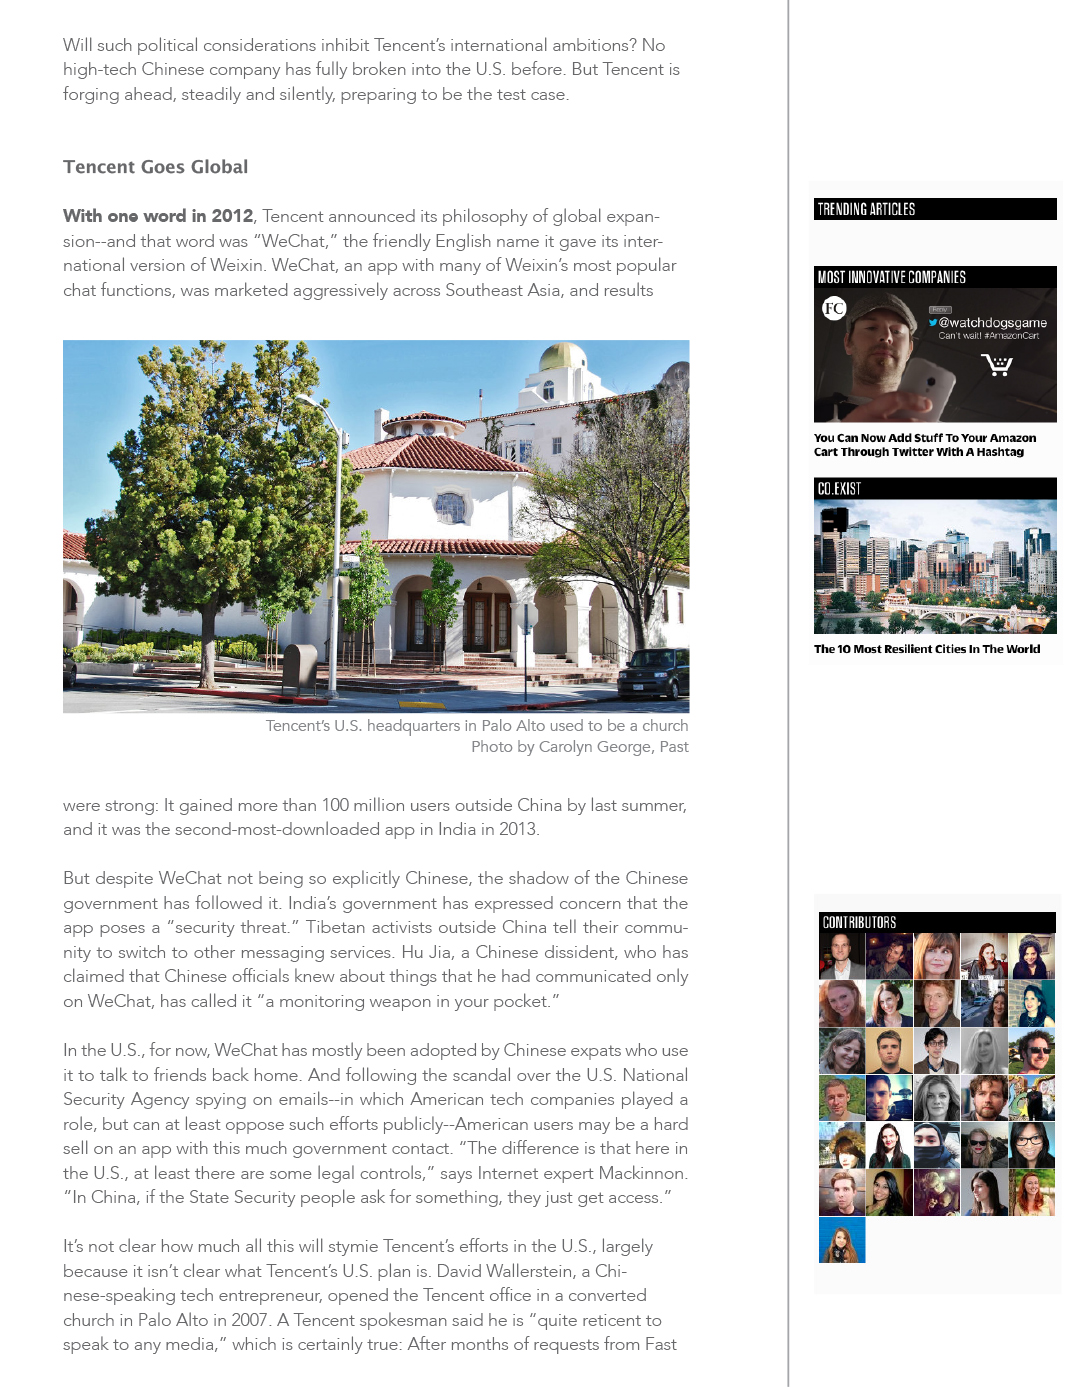 Will such political considerations inhibit Tencent’s international ambitions? No
high-tech Chinese company has fully broken into the U.S. before. But Tencent is
forging ahead, steadily and silently, preparing to be the test case.
Tencent Goes Global
With one word in 2012, Tencent announced its philosophy of global expan-
sion--and that word was “WeChat,” the friendly English name it gave its inter-
national version of Weixin. WeChat, an app with many of Weixin’s most popular
chat functions, was marketed aggressively across Southeast Asia, and results
Tencent’s U.S. headquarters in Palo Alto used to be a church
Photo by Carolyn George, Past
were strong: It gained more than 100 million users outside China by last summer,
and it was the second-most-downloaded app in India in 2013.
But despite WeChat not being so explicitly Chinese, the shadow of the Chinese
government has followed it. India’s government has expressed concern that the
app poses a “security threat.” Tibetan activists outside China tell their commu-
nity to switch to other messaging services. Hu Jia, a Chinese dissident, who has
claimed that Chinese officials knew about things that he had communicated only
on WeChat, has called it “a monitoring weapon in your pocket.”
In the U.S., for now, WeChat has mostly been adopted by Chinese expats who use
it to talk to friends back home. And following the scandal over the U.S. National
Security Agency spying on emails--in which American tech companies played a
role, but can at least oppose such efforts publicly--American users may be a hard
sell on an app with this much government contact. “The difference is that here in
the U.S., at least there are some legal controls,” says Internet expert Mackinnon.
“In China, if the State Security people ask for something, they just get access.”
It’s not clear how much all this will stymie Tencent’s efforts in the U.S., largely
because it isn’t clear what Tencent’s U.S. plan is. David Wallerstein, a Chi-
nese-speaking tech entrepreneur, opened the Tencent office in a converted
church in Palo Alto in 2007. A Tencent spokesman said he is “quite reticent to
speak to any media,” which is certainly true: After months of requests from Fast
TRENDING ARTICLES
MOST INNOVATIVE COMPANIES
FC
Reply
@watchdogsgame
Can't wait! #AmazonCart
You Can Now Add Stuff To Your Amazon
Cart Through Twitter With A Hashtag
CO.EXIST
The 10 Most Resilient Cities In The World
CONTRIBUTORS